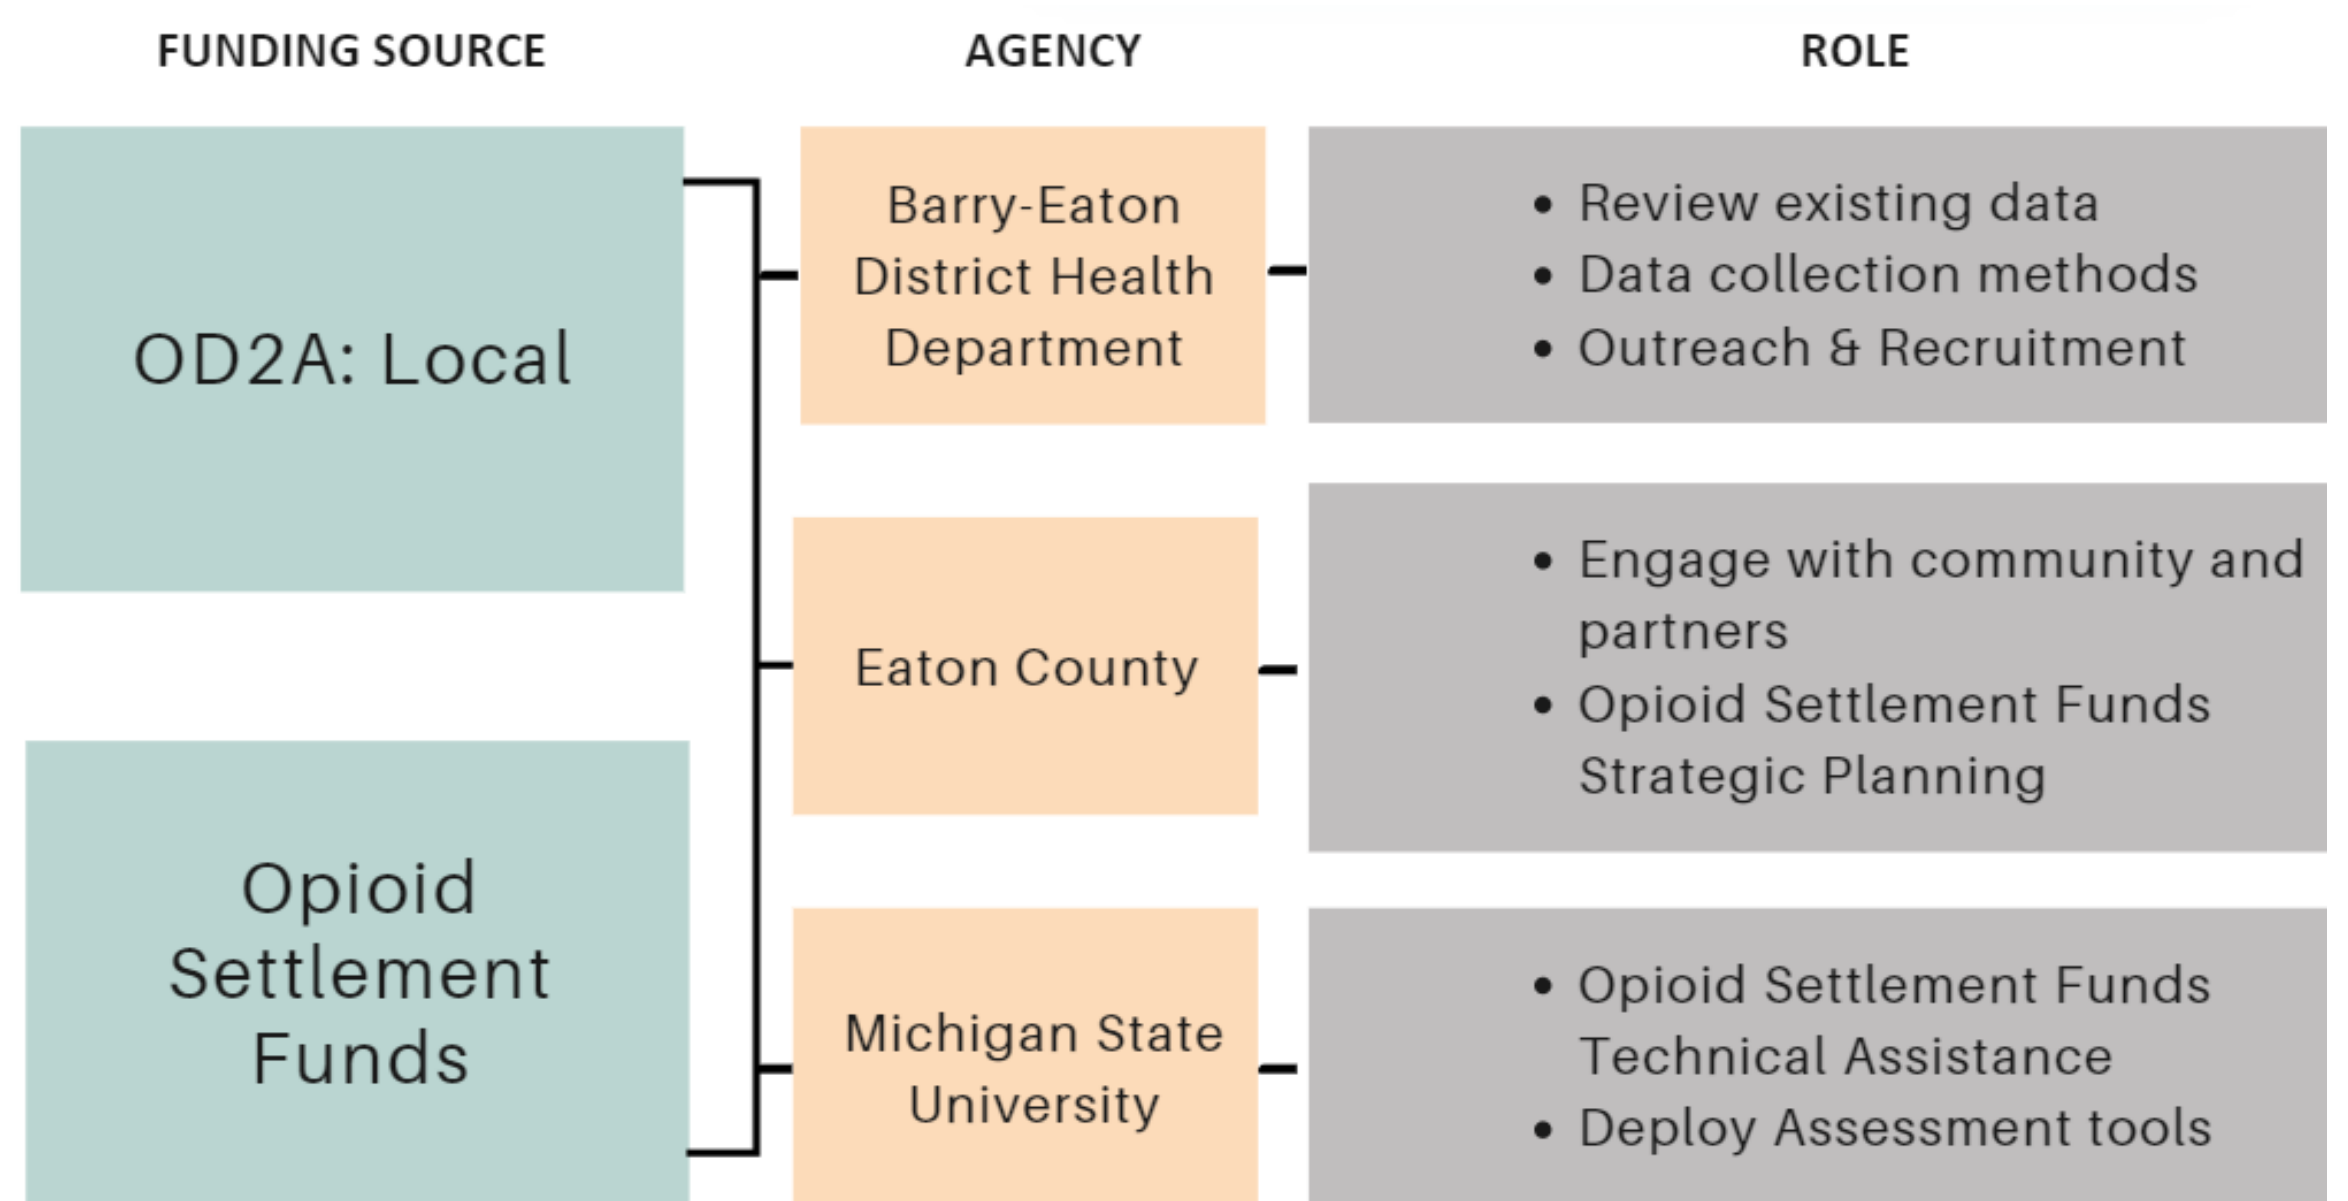 FUNDING SOURCE
AGENCY
ROLE
OD2A: Local
Barry-Eaton
District Health
Department
• Review existing data
• Data collection methods
• Outreach & Recruitment
Eaton County
• Engage with community and
partners
• Opioid Settlement Funds
Strategic Planning
Opioid
Settlement
Funds
Michigan State
University
• Opioid Settlement Funds
Technical Assistance
• Deploy Assessment tools